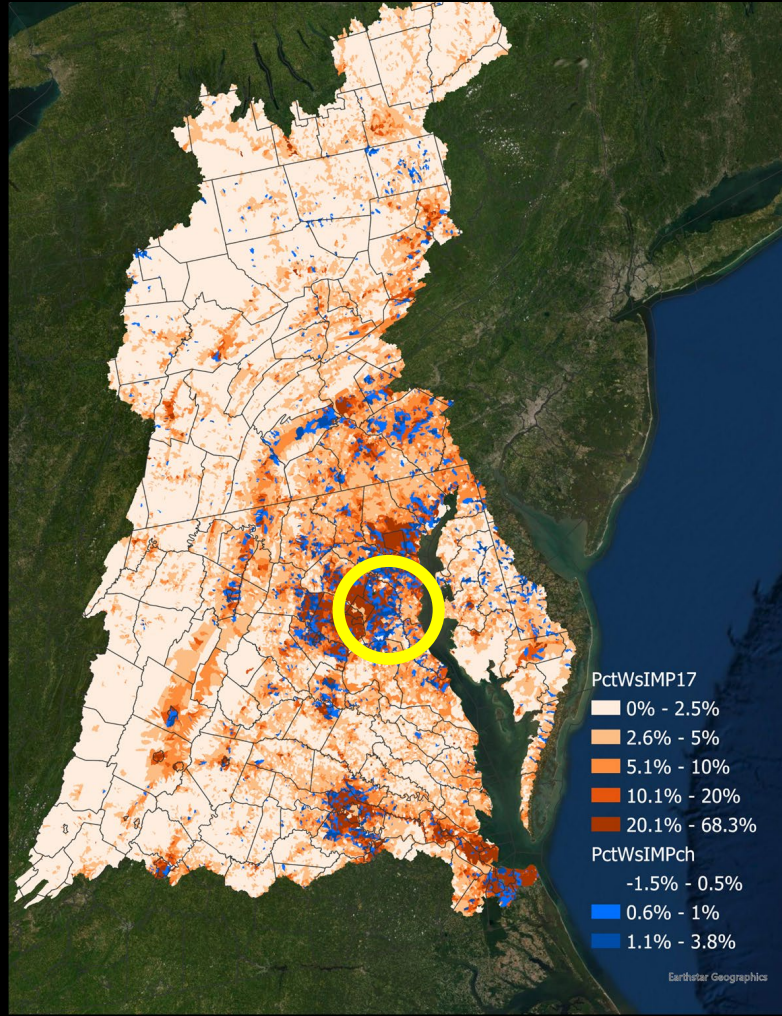 PctWsIMP17
0% - 2.5%
2.6% - 5%
5.1% - 10%
10.1% - 20%
20.1% - 68.3%
PctWsIMPch
-1.5% - 0.5%
0.6% - 1%
1.1% - 3.8%
Earthstar Geographics